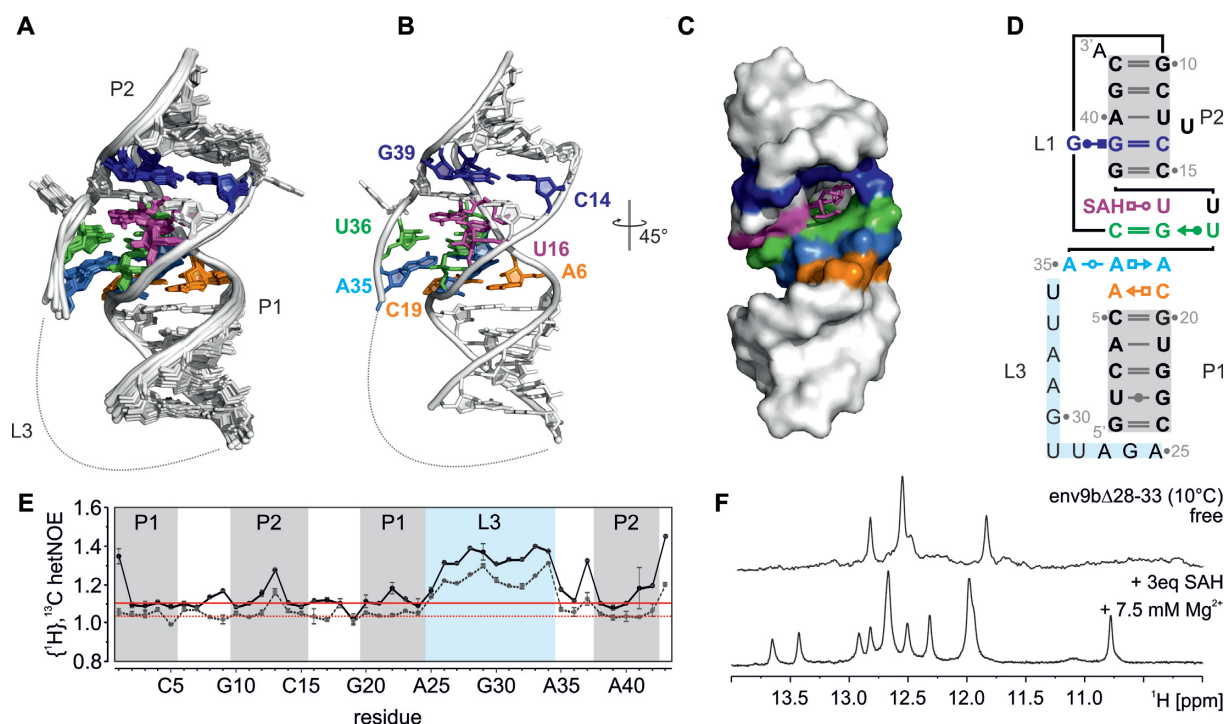 A
B
C
D
P2
G39
C14
U36
U16
A35
A6
C19
P1
45°
L3
3' A
C G 10
G C
40 A U
U P2
L1 G G C
C C 15
SAH U U
C G U
35 A A A
A C
U 5 C G 20
U A U
L3 A C G P1
A U G
G 30 5' G C
U U A G A 25
E
1.6
1.4
1.2
1.0
0.8
{¹H},¹³C hetNOE
P1 P2 P1 L3 P2
C5 G10 C15 G20 A25 G30 A35 A40
residue
F
env9bΔ28-33 (10°C)
free
+ 3eq SAH
+ 7.5 mM Mg²⁺
13.5 13.0 12.5 12.0 11.5 11.0 ¹H [ppm]